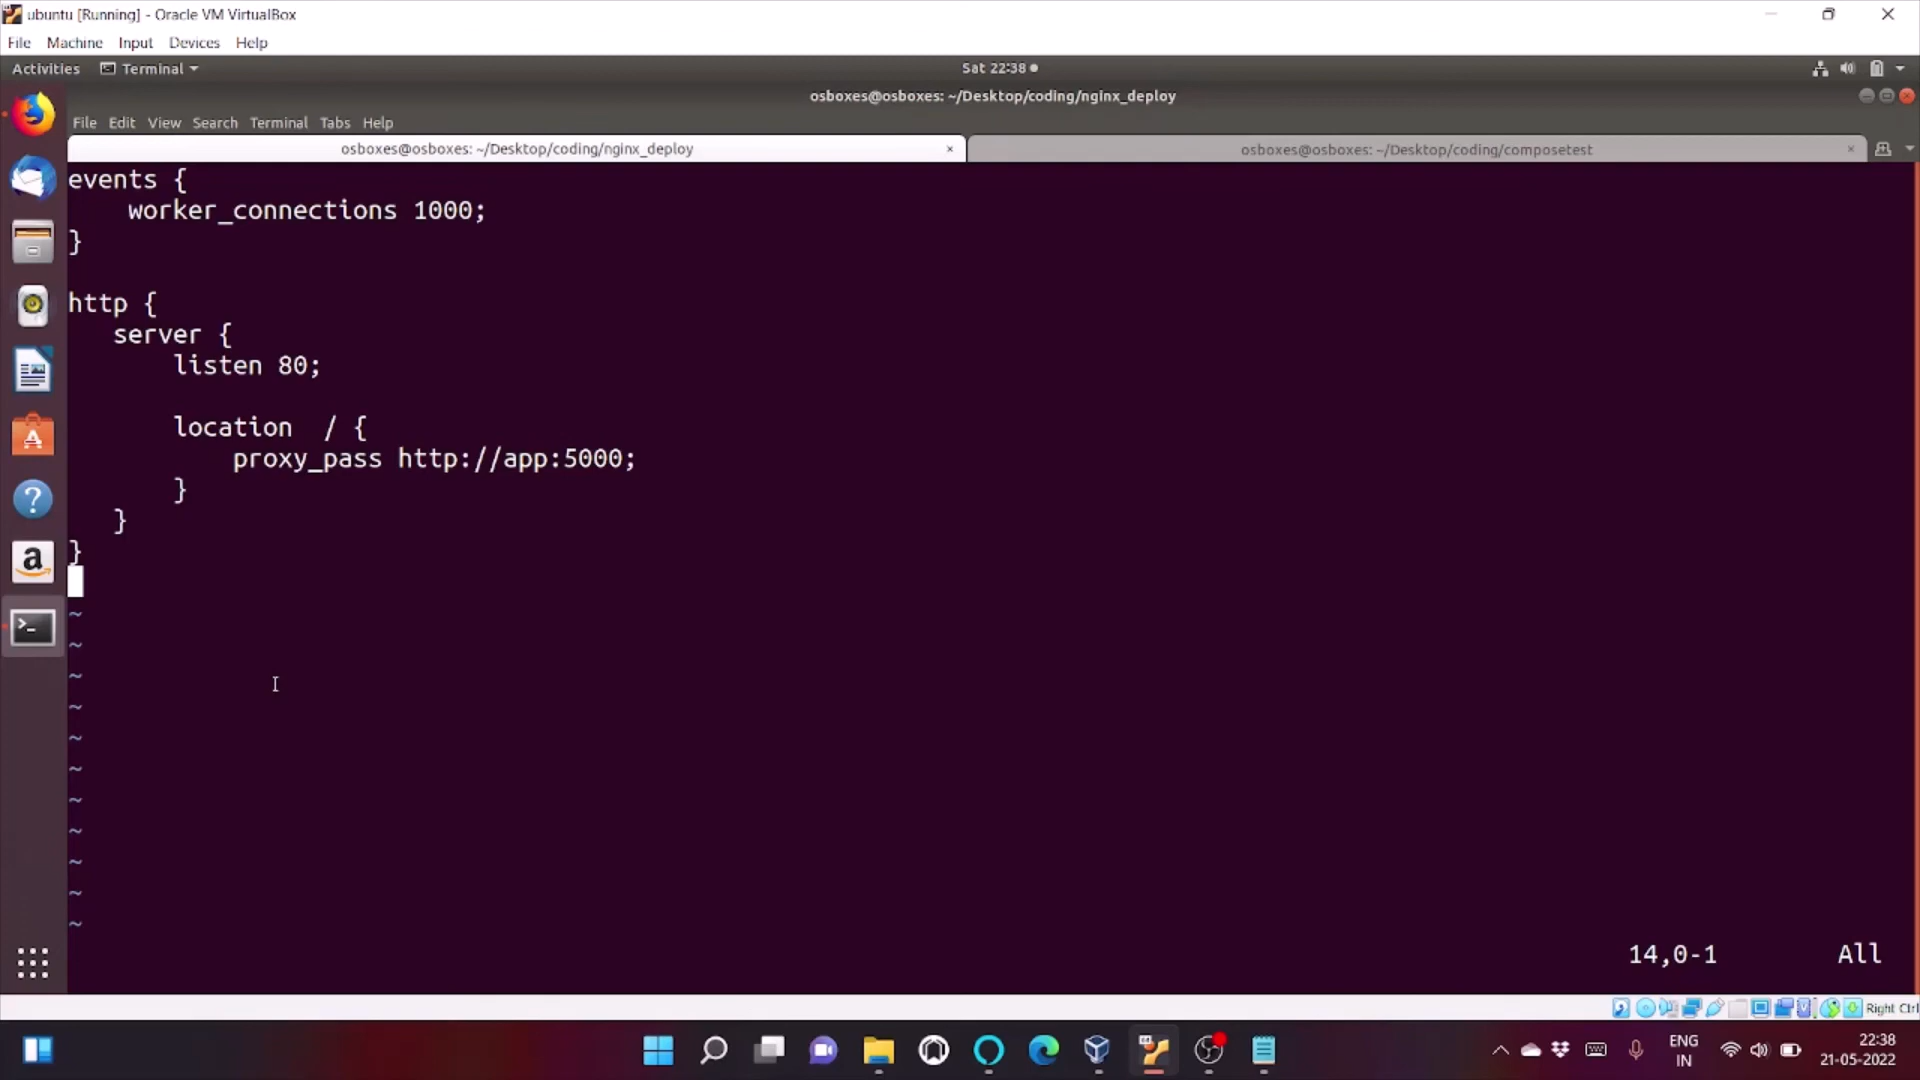 ubuntu [Running] - Oracle VM VirtualBox
File Machine Input Devices Help
Activities Terminal Sat 22:38
osboxes@osboxes: ~/Desktop/coding/nginx_deploy
File Edit View Search Terminal Tabs Help
osboxes@osboxes: ~/Desktop/coding/nginx_deploy × osboxes@osboxes: ~/Desktop/coding/composetest ×
events {
worker_connections 1000;
}
http {
server {
listen 80;
location  / {
proxy_pass http://app:5000;
}
}
}
~
~
~
~
~
~
~
~
~
~
~
14,0-1 All
Right Ctrl
ENG
IN
22:38
21-05-2022